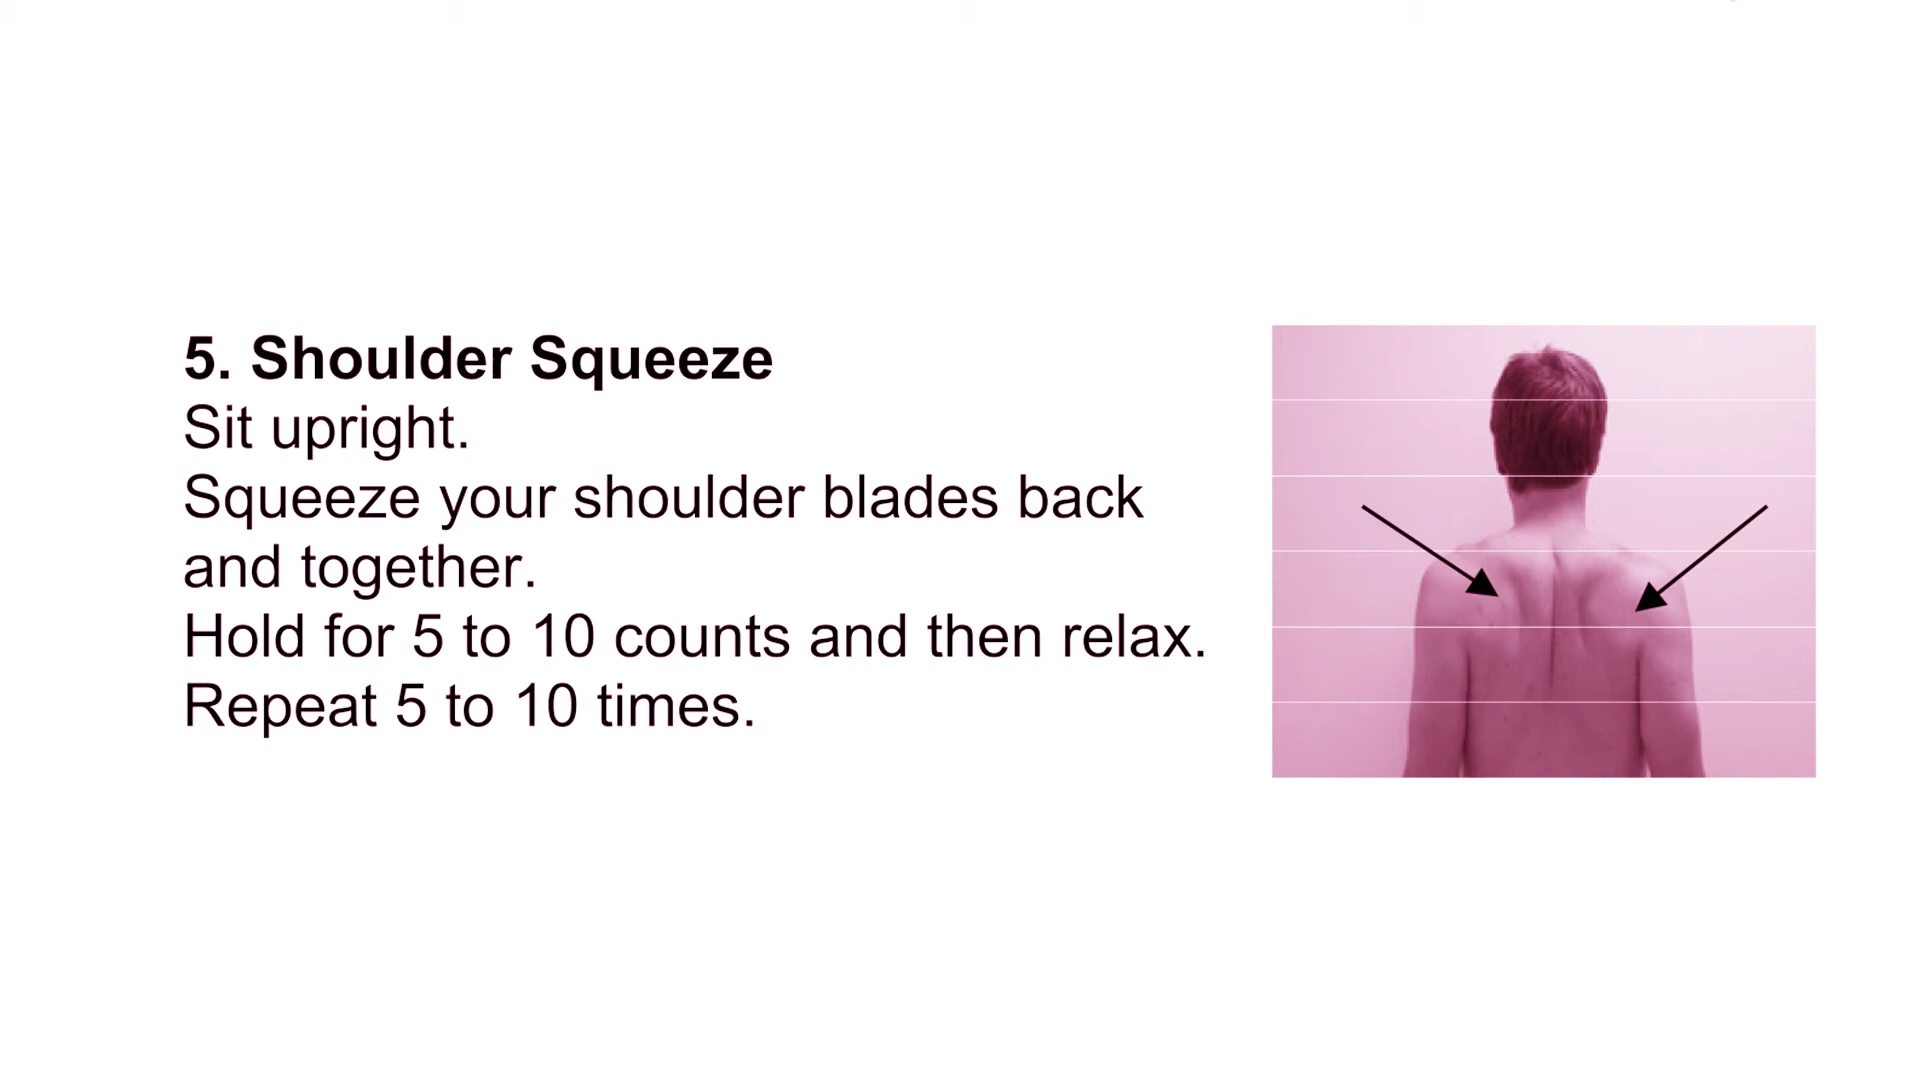 5. Shoulder Squeeze
Sit upright.
Squeeze your shoulder blades back
and together.
Hold for 5 to 10 counts and then relax.
Repeat 5 to 10 times.